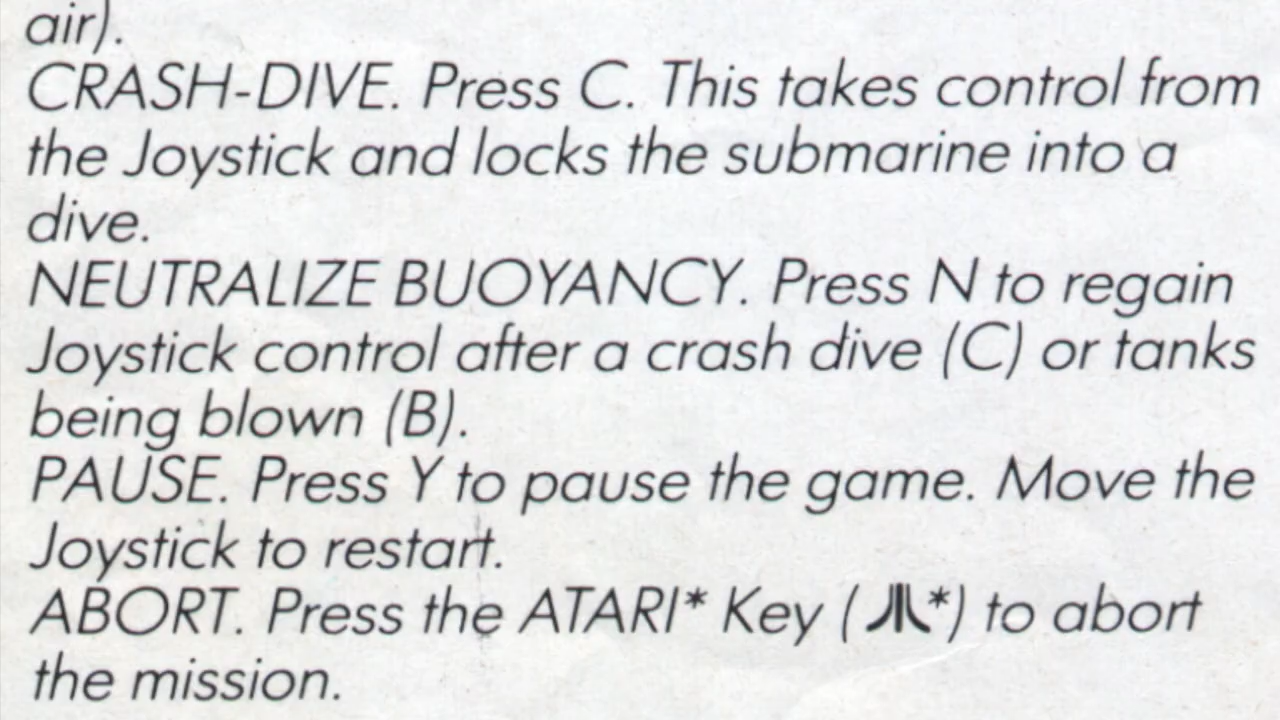 air).
CRASH-DIVE. Press C. This takes control from
the Joystick and locks the submarine into a
dive.
NEUTRALIZE BUOYANCY. Press N to regain
Joystick control after a crash dive (C) or tanks
being blown (B).
PAUSE. Press Y to pause the game. Move the
Joystick to restart.
ABORT. Press the ATARI* Key ( *) to abort
the mission.